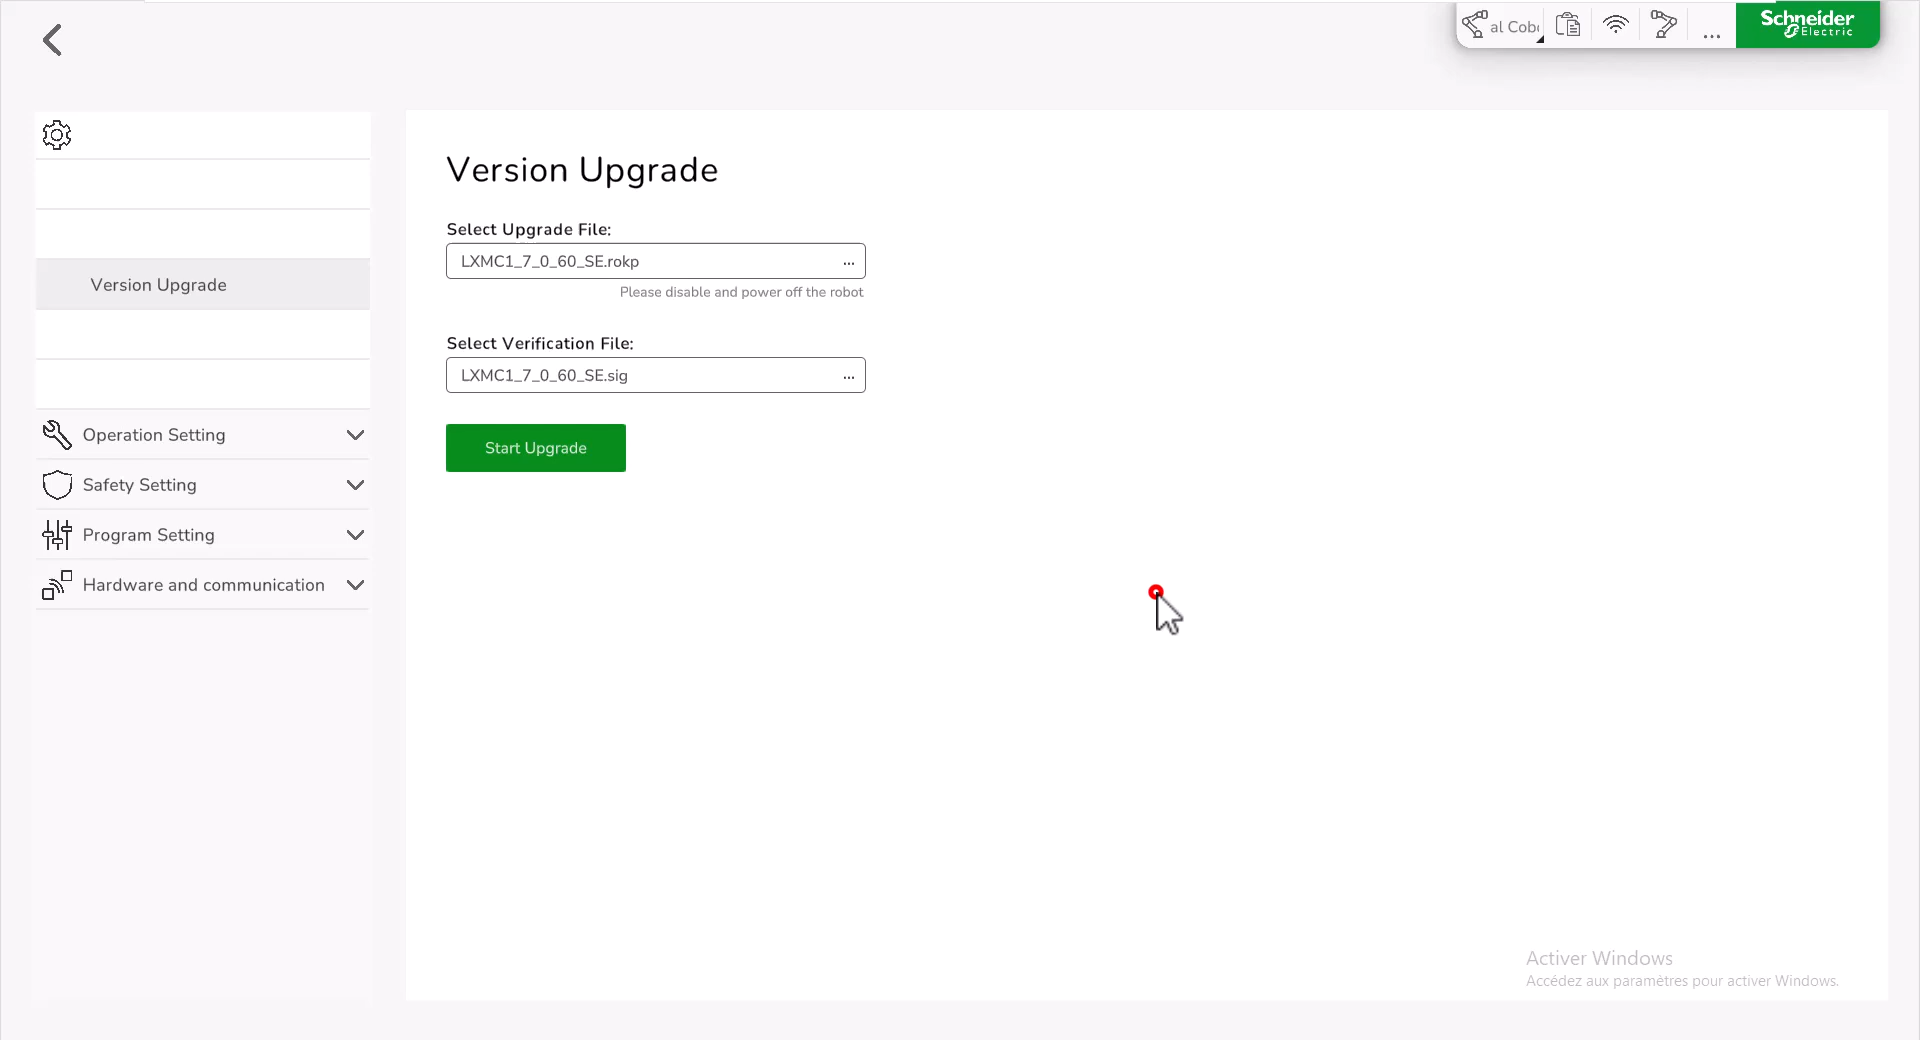 al Cob
...
Schneider
Electric
Version Upgrade
Select Upgrade File:
LXMC1_7_0_60_SE.rokp
...
Please disable and power off the robot
Version Upgrade
Select Verification File:
LXMC1_7_0_60_SE.sig
...
Start Upgrade
Operation Setting
Safety Setting
Program Setting
Hardware and communication
Activer Windows
Accédez aux paramètres pour activer Windows.